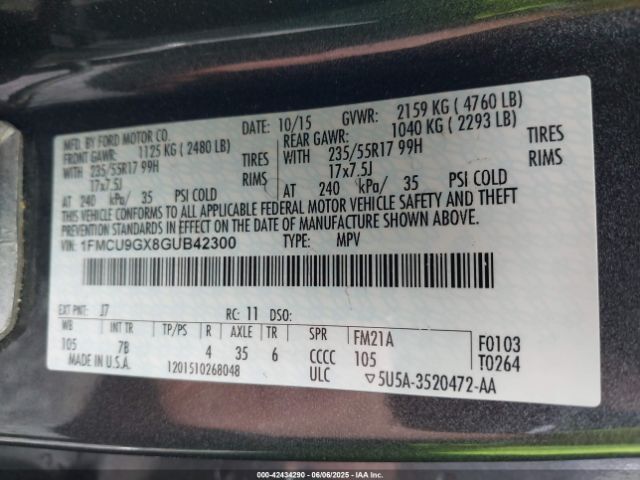 MFD. BY FORD MOTOR CO. DATE: 10/15 GVWR: 2159 KG ( 4760 LB)
FRONT GAWR: 1125 KG ( 2480 LB) REAR GAWR: 1040 KG ( 2293 LB)
WITH 235/55R17 99H TIRES WITH 235/55R17 99H TIRES
17x7.5J RIMS 17x7.5J RIMS
AT 240 kPa/ 35 PSI COLD AT 240 kPa/ 35 PSI COLD
THIS VEHICLE CONFORMS TO ALL APPLICABLE FEDERAL MOTOR VEHICLE SAFETY AND THEFT
PREVENTION STANDARDS IN EFFECT ON THE DATE OF MANUFACTURE SHOWN ABOVE.
VIN: 1FMCU9GX8GUB42300 TYPE: MPV
EXT PNT: J7 RC: 11 DSO:
WB INT TR TP/PS R AXLE TR SPR FM21A F0103
105 7B 4 35 6 CCCC 105 T0264
MADE IN U.S.A. 1201510268048 ULC ▽5U5A-3520472-AA
000-42434290 - 06/06/2025 - IAAI.com